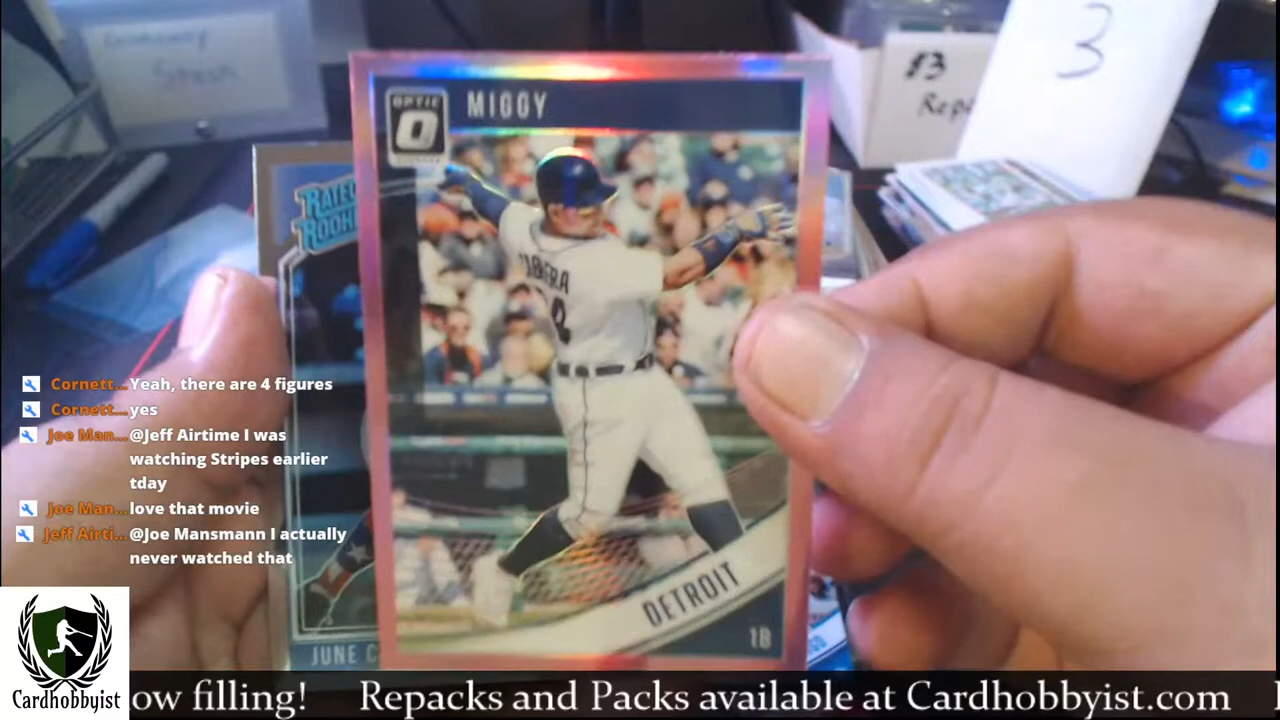 3
#3
OPTIC
MIGGY
RATED
ROOKIE
DETROIT
1B
JUNE C
Cornett... Yeah, there are 4 figures
Cornett... yes
Joe Man... @Jeff Airtime I was
watching Stripes earlier
tday
Joe Man... love that movie
Jeff Airti... @Joe Mansmann I actually
never watched that
Cardhobbyist
ow filling! Repacks and Packs available at Cardhobbyist.com